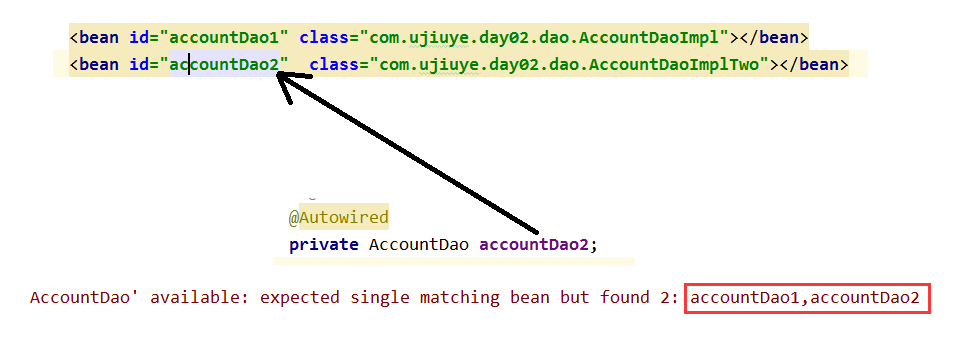 <bean id="accountDao1" class="com.ujiuye.day02.dao.AccountDaoImpl"></bean>
<bean id="accountDao2"  class="com.ujiuye.day02.dao.AccountDaoImplTwo"></bean>
@Autowired
private AccountDao accountDao2;
AccountDao' available: expected single matching bean but found 2: accountDao1,accountDao2